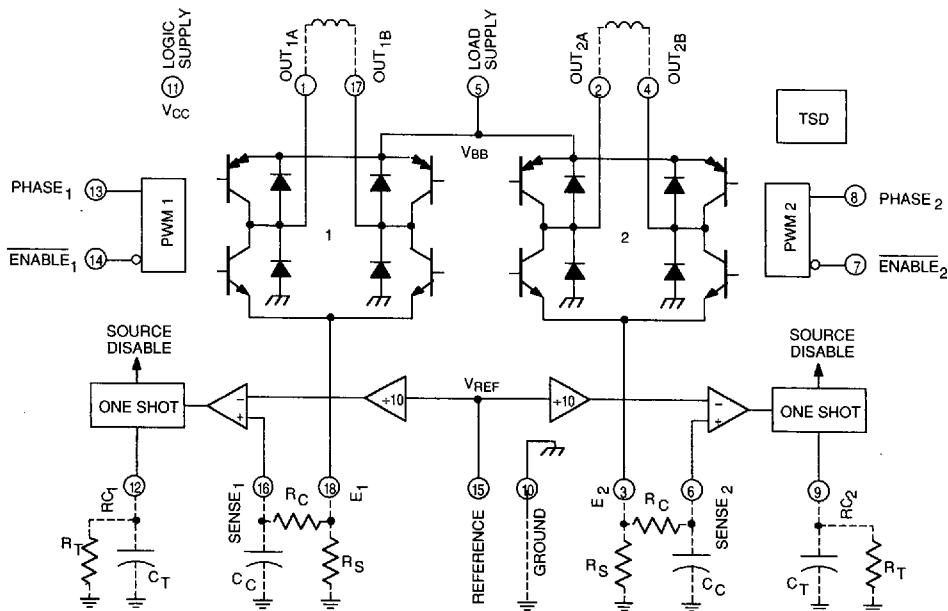 LOGIC SUPPLY
11
VCC
OUT1A
OUT1B
1
17
LOAD SUPPLY
5
VBB
OUT2A
OUT2B
2
4
TSD
PHASE1
13
PWM 1
ENABLE1
14
1
2
PWM 2
8
PHASE2
7
ENABLE2
SOURCE DISABLE
ONE SHOT
−
+
÷10
VREF
÷10
−
+
SOURCE DISABLE
ONE SHOT
RC1
12
SENSE1
16
RC
18
E1
15
REFERENCE
10
GROUND
E2
3
RC
6
SENSE2
9
RC2
RT
CT
CC
RS
RS
CC
CT
RT